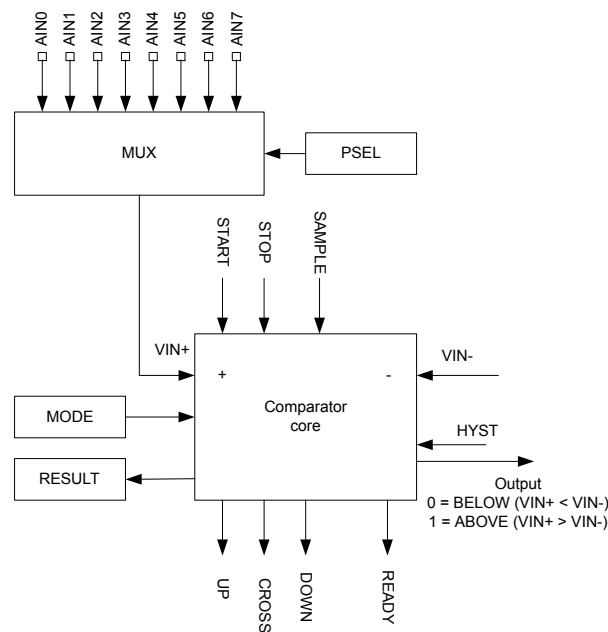 AIN0
AIN1
AIN2
AIN3
AIN4
AIN5
AIN6
AIN7
MUX
PSEL
START
STOP
SAMPLE
VIN+
VIN-
+
-
MODE
Comparator
core
HYST
RESULT
Output
0 = BELOW (VIN+ < VIN-)
1 = ABOVE (VIN+ > VIN-)
UP
CROSS
DOWN
READY